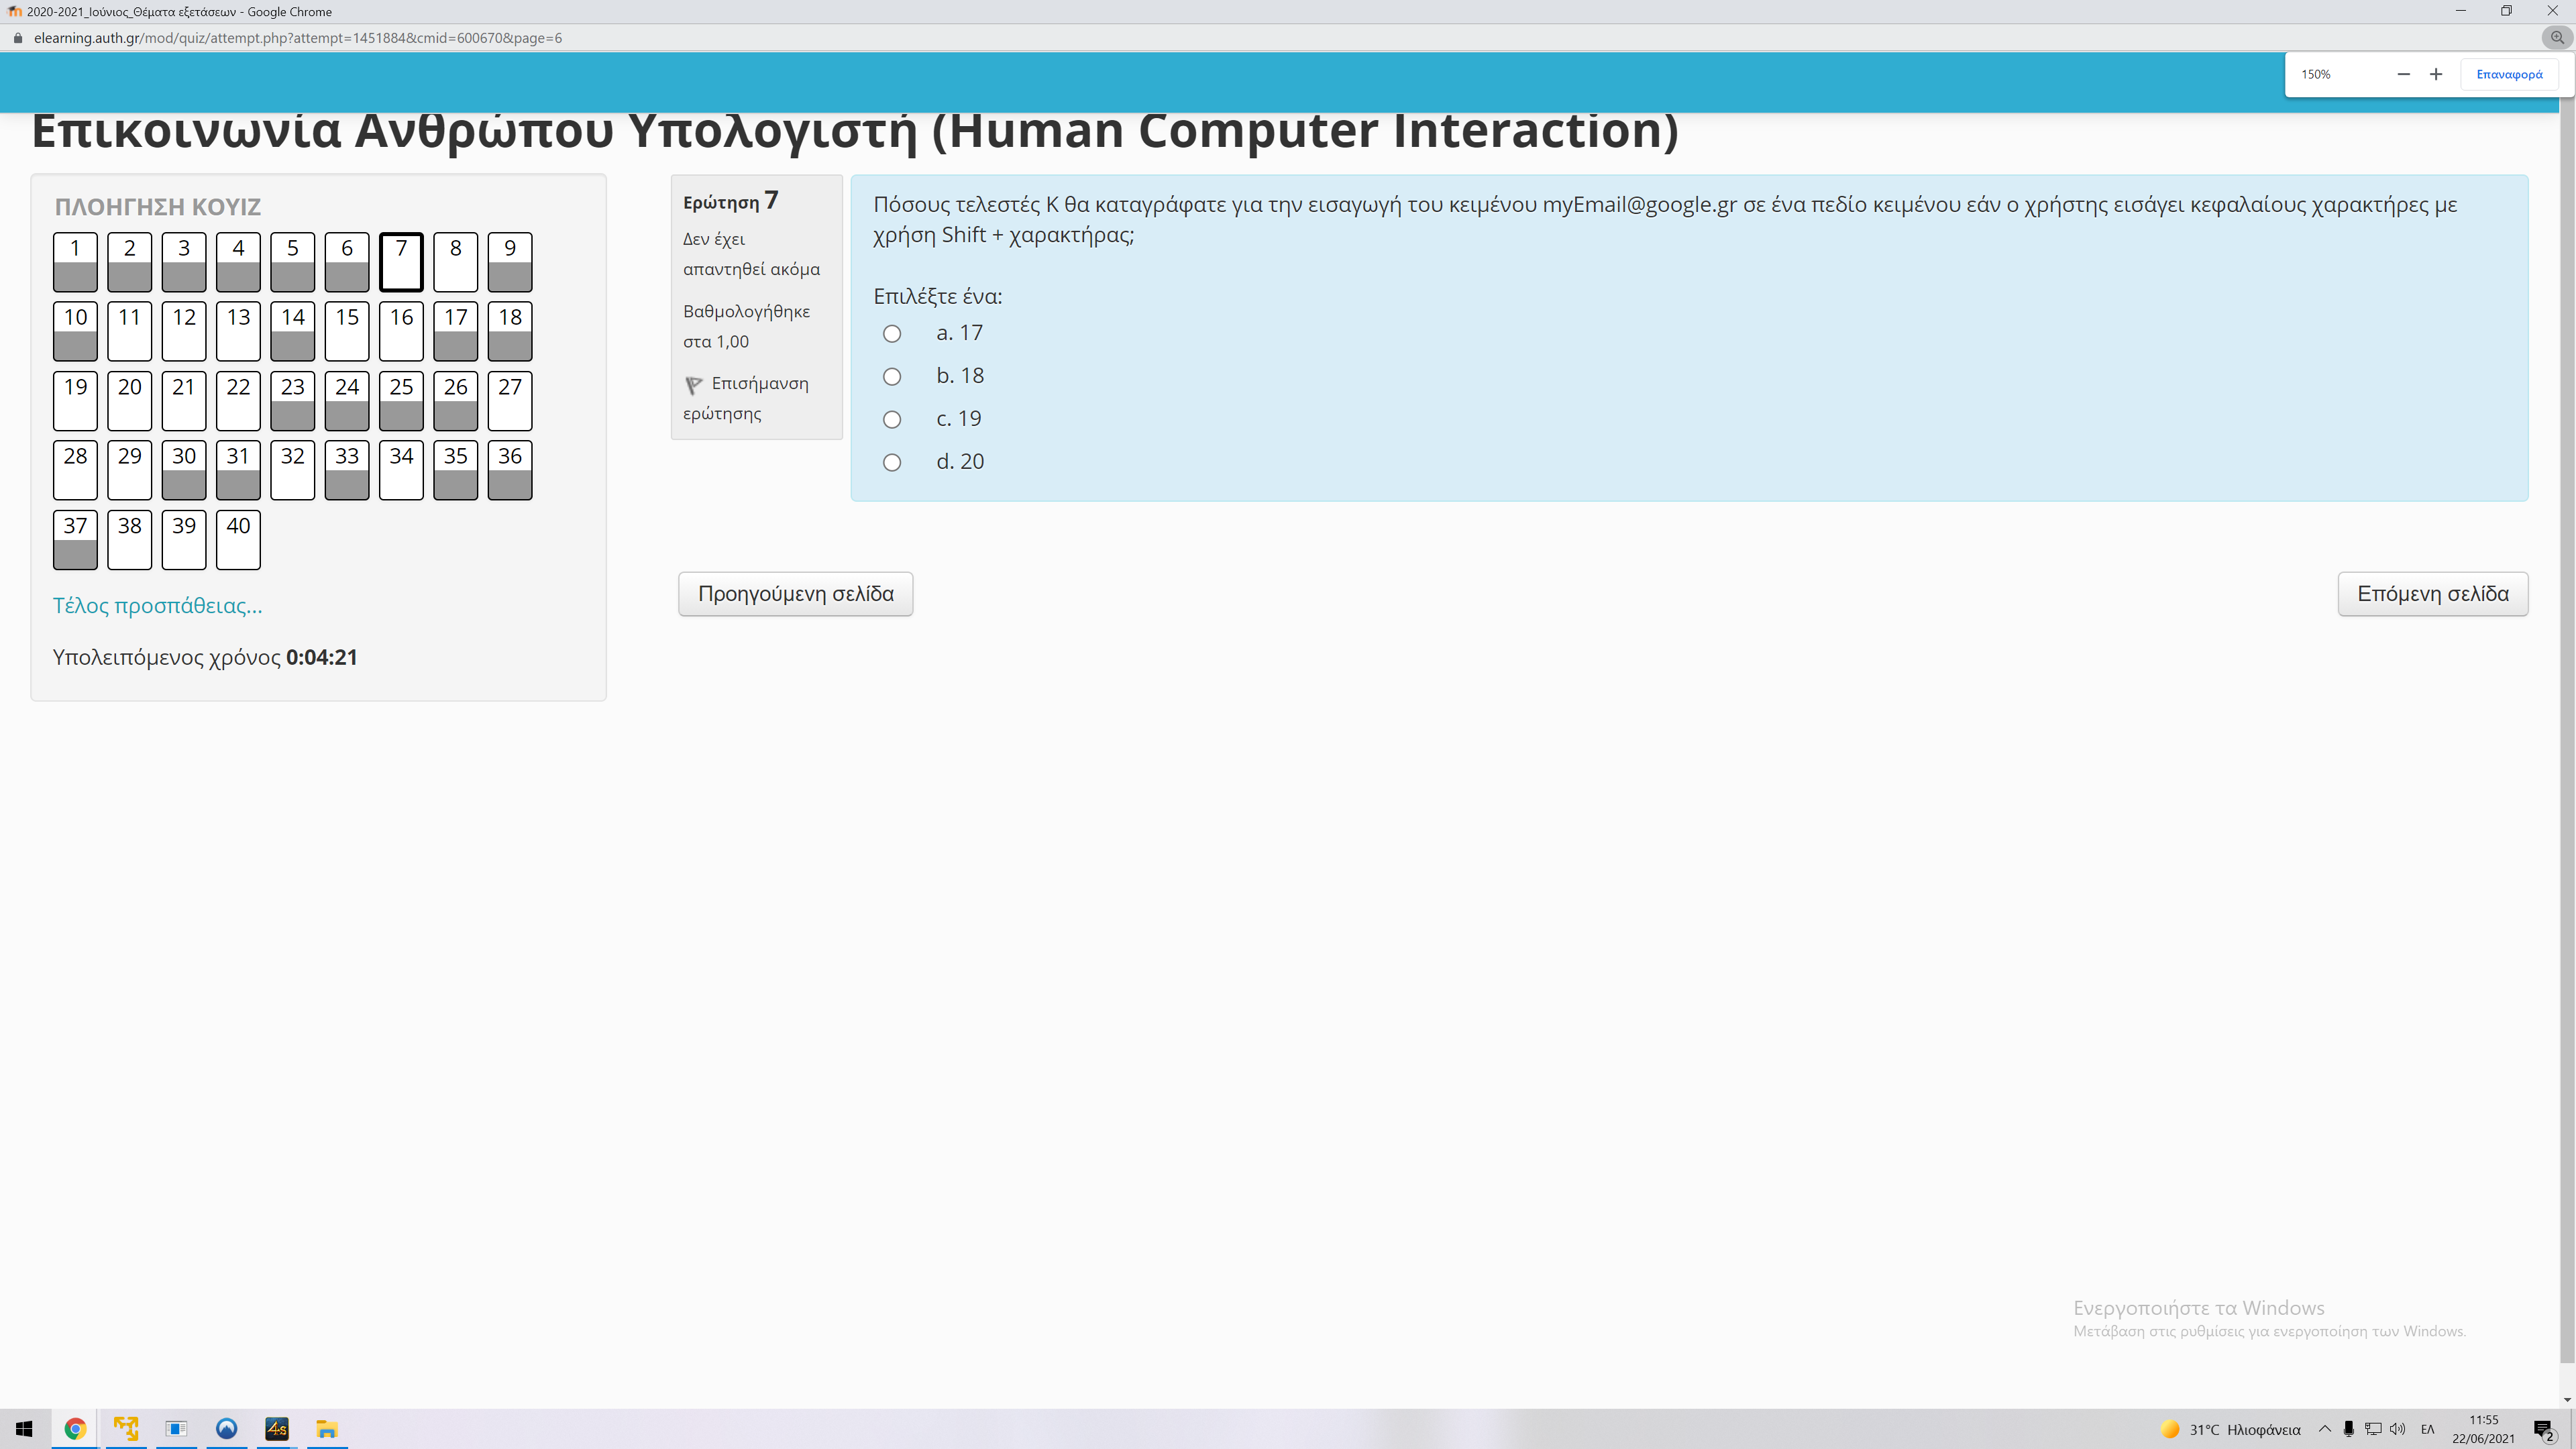 2020-2021_Ιούνιος_Θέματα εξετάσεων - Google Chrome
elearning.auth.gr/mod/quiz/attempt.php?attempt=1451884&cmid=600670&page=6
150%
Επαναφορά
Επικοινωνία Ανθρώπου Υπολογιστή (Human Computer Interaction)
ΠΛΟΗΓΗΣΗ ΚΟΥΙΖ
1 2 3 4 5 6 7 8 9
10 11 12 13 14 15 16 17 18
19 20 21 22 23 24 25 26 27
28 29 30 31 32 33 34 35 36
37 38 39 40
Τέλος προσπάθειας...
Υπολειπόμενος χρόνος 0:04:21
Ερώτηση 7
Δεν έχει
απαντηθεί ακόμα
Βαθμολογήθηκε
στα 1,00
Επισήμανση
ερώτησης
Πόσους τελεστές Κ θα καταγράφατε για την εισαγωγή του κειμένου myEmail@google.gr σε ένα πεδίο κειμένου εάν ο χρήστης εισάγει κεφαλαίους χαρακτήρες με
χρήση Shift + χαρακτήρας;
Επιλέξτε ένα:
a. 17
b. 18
c. 19
d. 20
Προηγούμενη σελίδα
Επόμενη σελίδα
Ενεργοποιήστε τα Windows
Μετάβαση στις ρυθμίσεις για ενεργοποίηση των Windows.
4s
31°C Ηλιοφάνεια
ΕΛ
11:55
22/06/2021
2